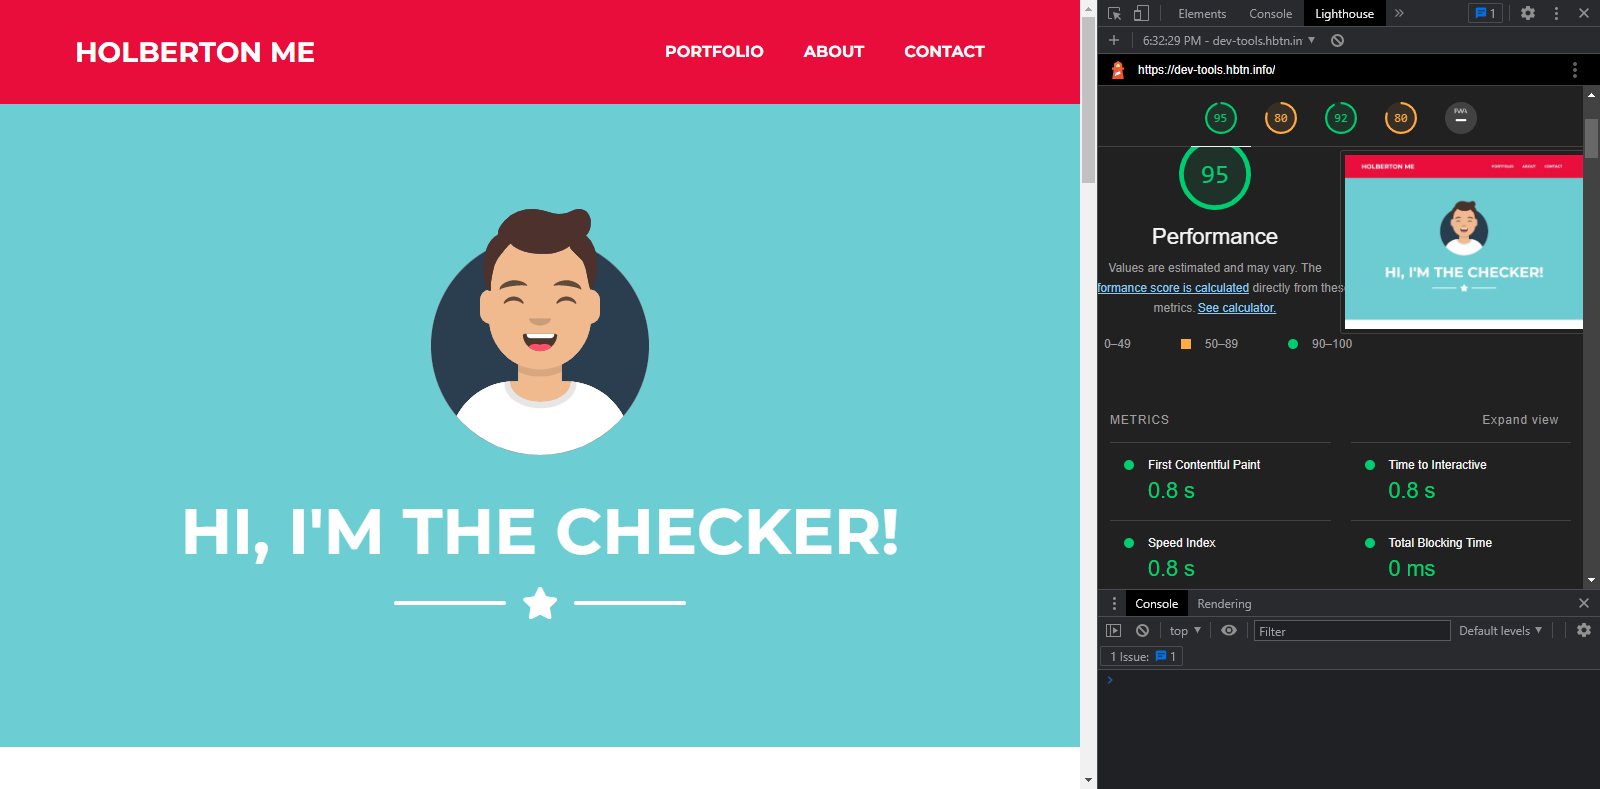 HOLBERTON ME
PORTFOLIO ABOUT CONTACT
HI, I'M THE CHECKER!
Elements Console Lighthouse 1
6:32:29 PM - dev-tools.hbtn.in
https://dev-tools.hbtn.info/
95 80 92 80 PWA
95
Performance
Values are estimated and may vary. The
formance score is calculated directly from these
metrics. See calculator.
0–49 50–89 90–100
HOLBERTON ME PORTFOLIO ABOUT CONTACT
HI, I'M THE CHECKER!
METRICS Expand view
First Contentful Paint
0.8 s
Time to Interactive
0.8 s
Speed Index
0.8 s
Total Blocking Time
0 ms
Console Rendering
top Filter Default levels
1 Issue: 1